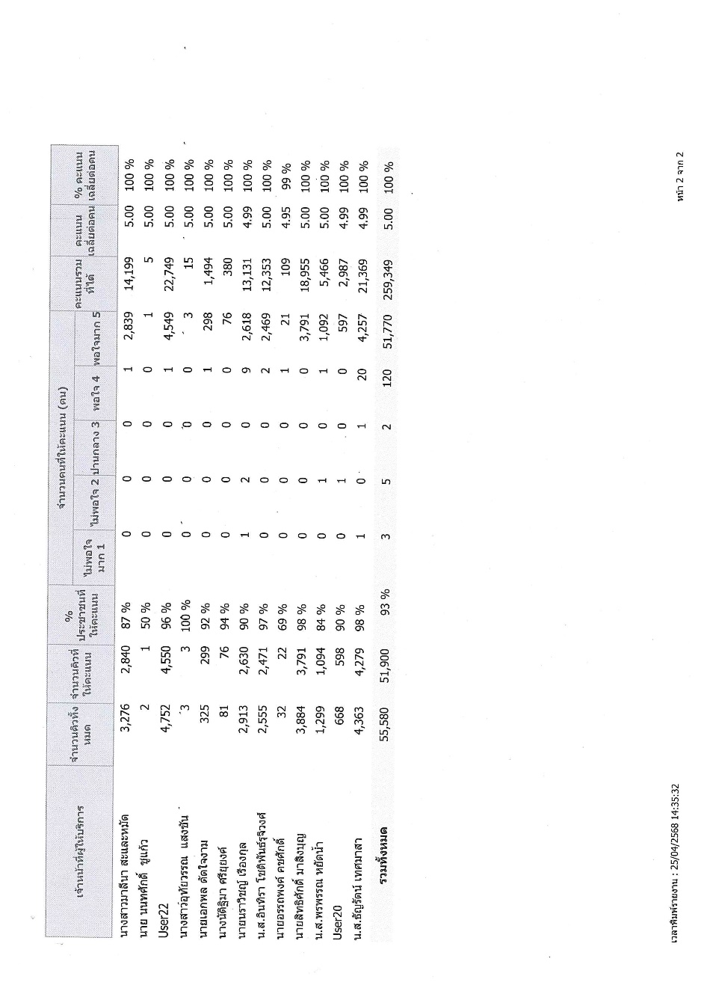 เจ้าหน้าที่ผู้ให้บริการ จำนวนคิวทั้งหมด จำนวนคิวที่ให้คะแนน % ประชาชนที่ให้คะแนน จำนวนคนที่ให้คะแนน (คน) คะแนนรวมที่ได้ คะแนนเฉลี่ยต่อคน % คะแนนเฉลี่ยต่อคน
ไม่พอใจมาก 1 ไม่พอใจ 2 ปานกลาง 3 พอใจ 4 พอใจมาก 5
นางสาวมาลีนา สะและหมัด 3,276 2,840 87 % 0 0 0 1 2,839 14,199 5.00 100 %
นาย นนทศักดิ์ ชูแก้ว 2 1 50 % 0 0 0 0 1 5 5.00 100 %
User22 4,752 4,550 96 % 0 0 0 1 4,549 22,749 5.00 100 %
นางสาวอุทัยวรรณ แสงขัน 3 3 100 % 0 0 0 0 3 15 5.00 100 %
นายเอกพล ดัดใจงาม 325 299 92 % 0 0 0 1 298 1,494 5.00 100 %
นางนัดฐิมา ศรียุยงค์ 81 76 94 % 0 0 0 0 76 380 5.00 100 %
นายนราวิชญ์ เรืองกุล 2,913 2,630 90 % 1 2 0 9 2,618 13,131 4.99 100 %
น.ส.อินทิรา โชติพันธ์รุจิวงค์ 2,555 2,471 97 % 0 0 0 2 2,469 12,353 5.00 100 %
นายอรรถพงค์ คชศักดิ์ 32 22 69 % 0 0 0 1 21 109 4.95 99 %
นายสิทธิศักดิ์ มาสิงบุญ 3,884 3,791 98 % 0 0 0 0 3,791 18,955 5.00 100 %
น.ส.พรพรรณ หยัดน้ำ 1,299 1,094 84 % 0 1 0 1 1,092 5,466 5.00 100 %
User20 668 598 90 % 0 1 0 0 597 2,987 4.99 100 %
น.ส.ธัญรัตน์ เทศมาสา 4,363 4,279 98 % 1 0 1 20 4,257 21,369 4.99 100 %
รวมทั้งหมด 55,580 51,900 93 % 3 5 2 120 51,770 259,349 5.00 100 %
เวลาพิมพ์รายงาน : 25/04/2568 14:35:32 หน้า 2 จาก 2